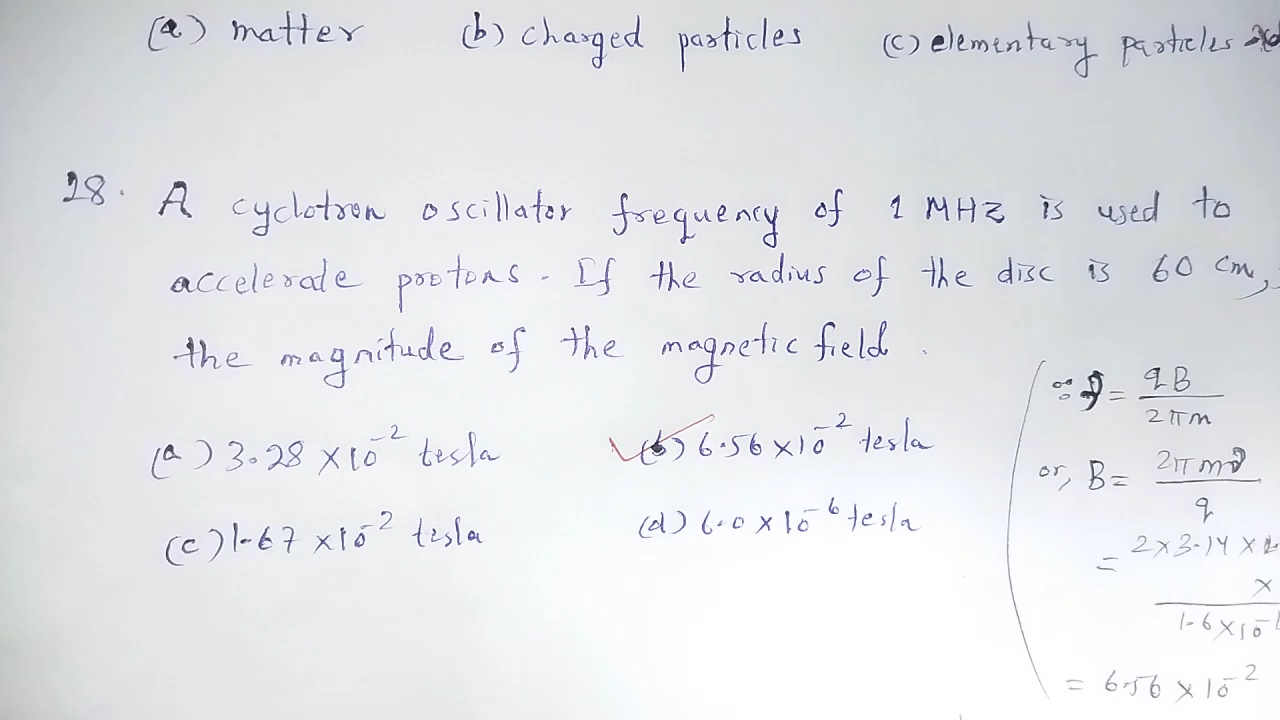 (a) matter (b) charged particles (c) elementary particles
28. A cyclotron oscillator frequency of 1 MHz is used to
accelerate protons. If the radius of the disc is 60 cm,
the magnitude of the magnetic field.
(a) 3.28 ×10⁻² tesla (b) 6.56 ×10⁻² tesla
(c) 1.67 ×10⁻² tesla (d) 6.0 ×10⁻⁶ tesla
∵ f = qB / 2πm
or, B = 2πmν / q
= 2×3.14 × / 1.6 ×10
= 6.56 ×10⁻²